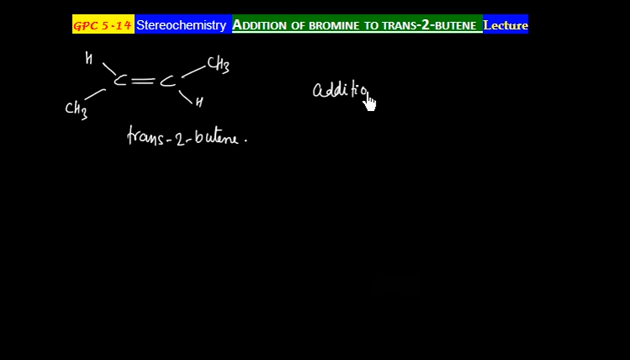 GPC 5.14 Stereochemistry ADDITION OF BROMINE TO TRANS-2-BUTENE Lecture
H CH3
C = C
CH3 H
trans-2-butene.
additio